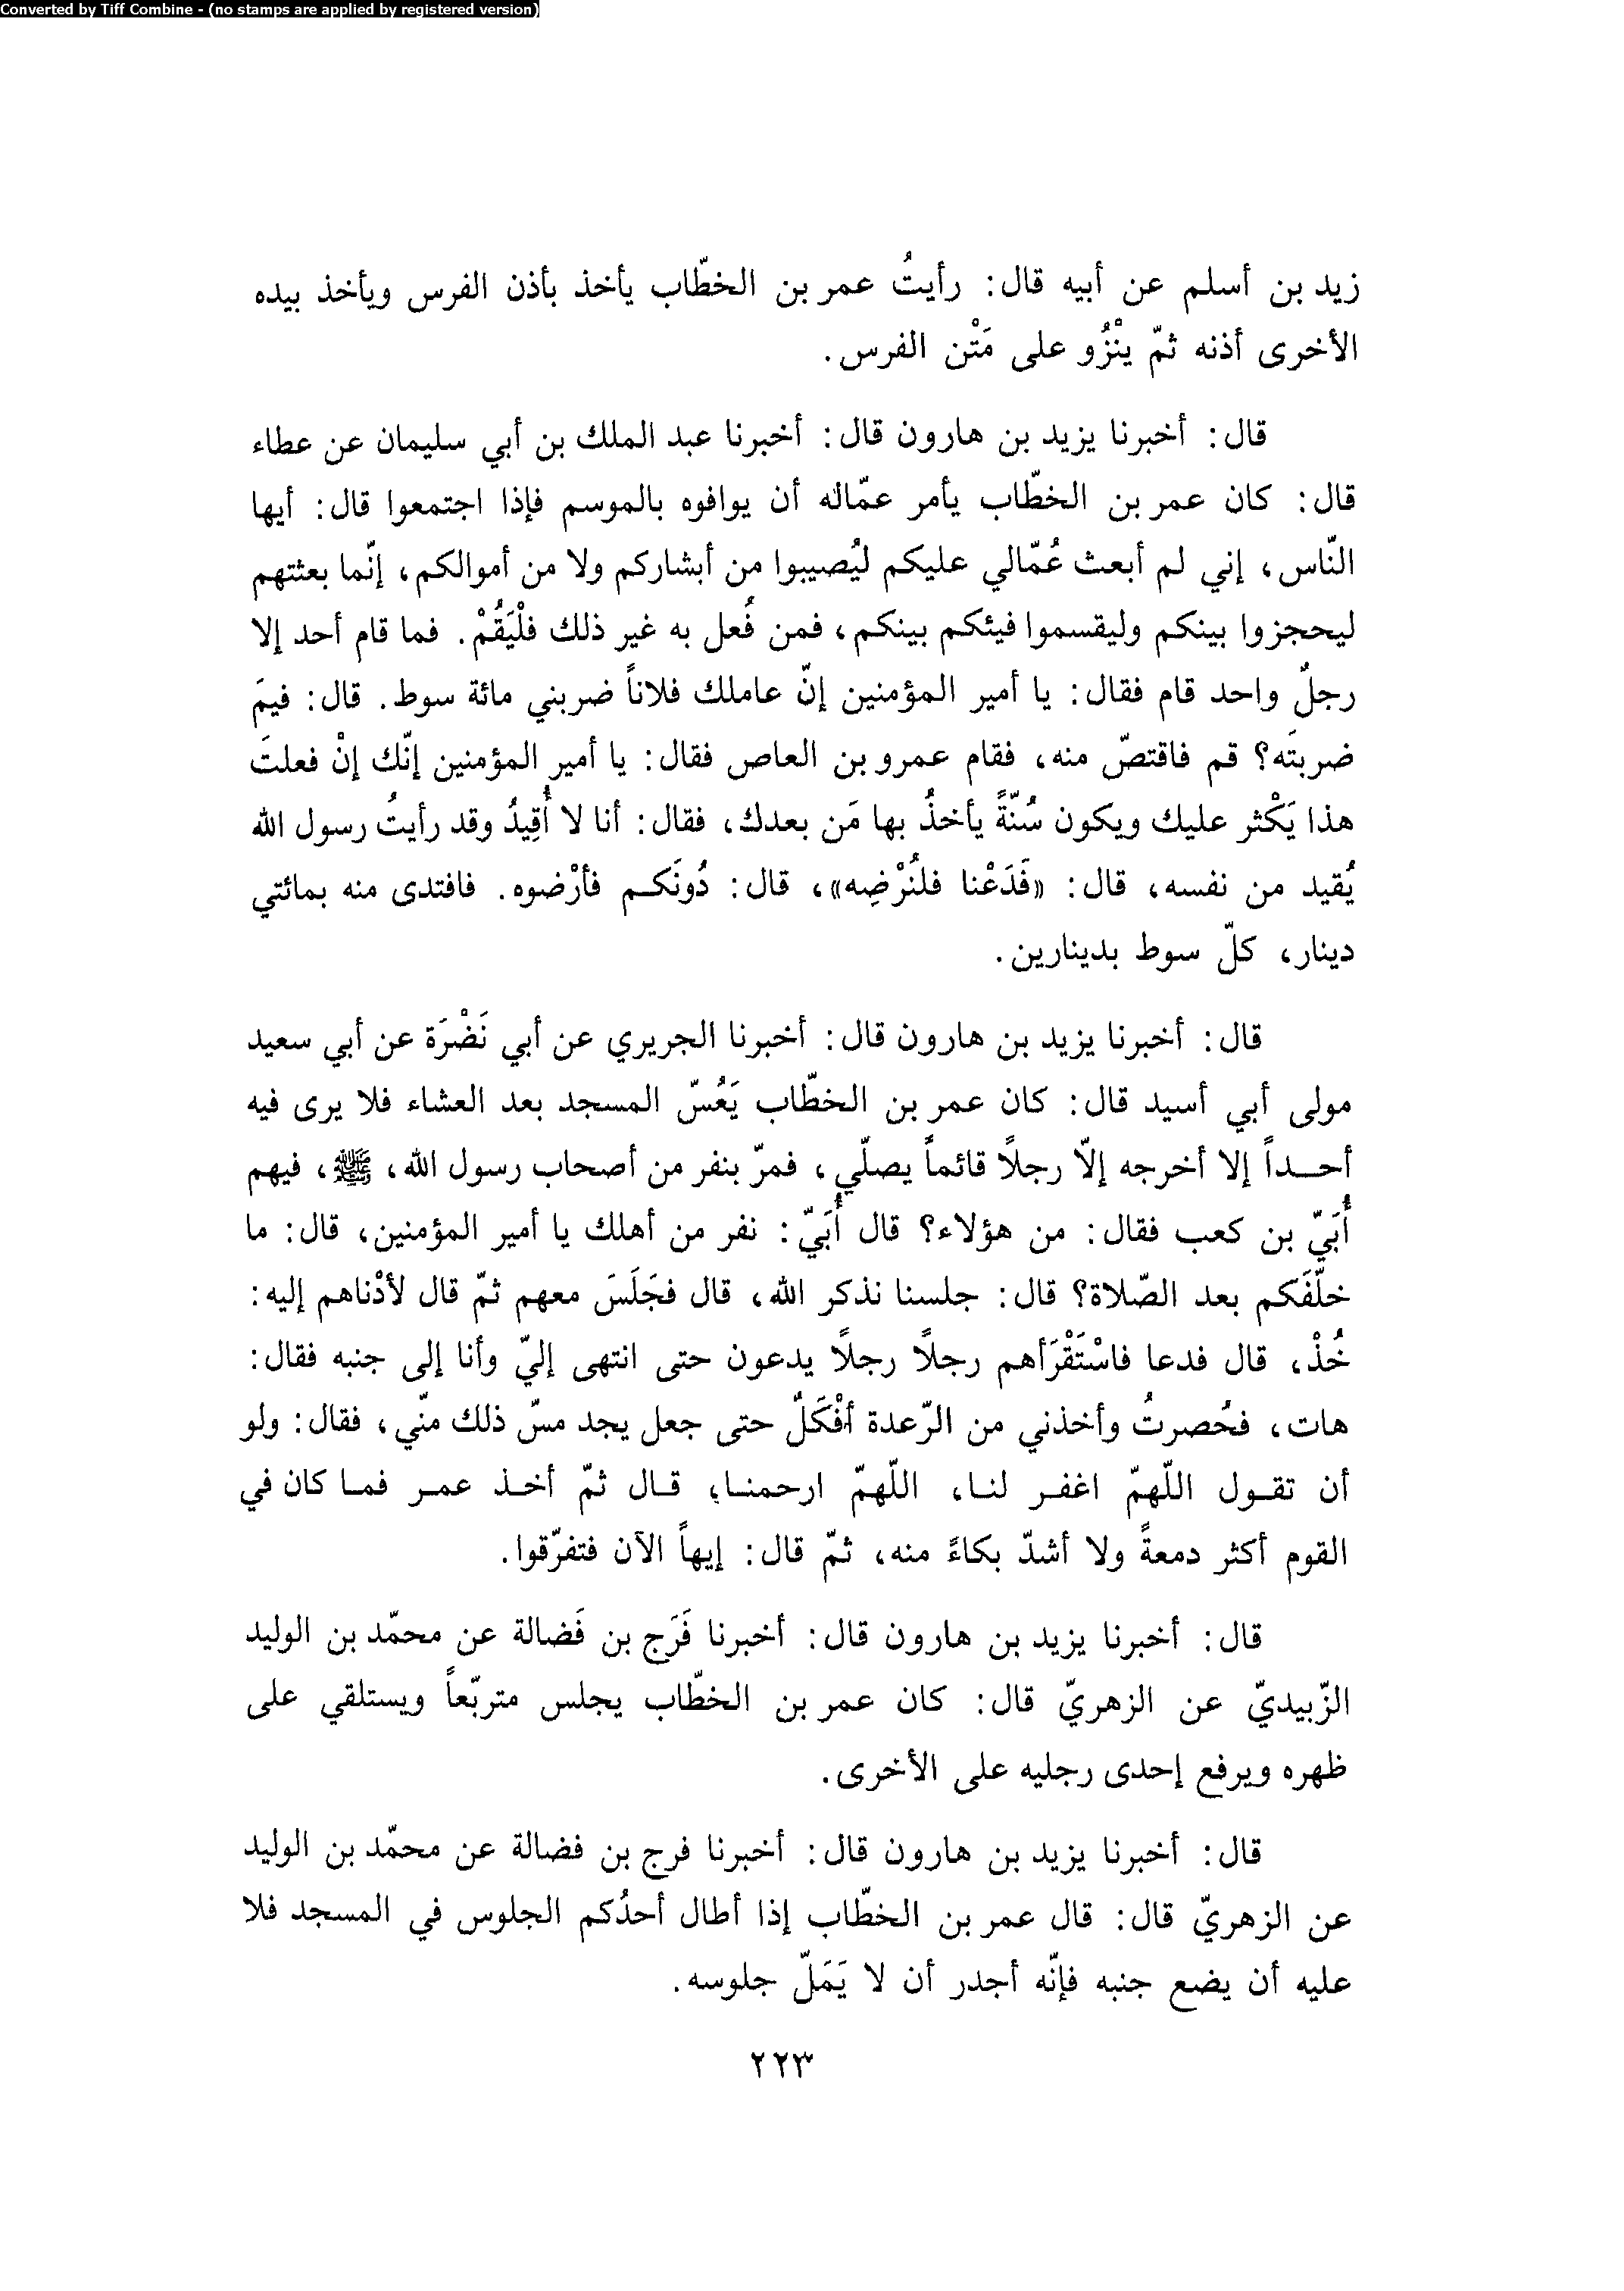 Converted by Tiff Combine - (no stamps are applied by registered version)
زيد بن أسلم عن أبيه قال: رأيتُ عمر بن الخطّاب يأخذ بأذن الفرس ويأخذ بيده
الأخرى أذنه ثمّ ينْزُو على مَتْن الفرس.
قال: أخبرنا يزيد بن هارون قال: أخبرنا عبد الملك بن أبي سليمان عن عطاء
قال: كان عمر بن الخطّاب يأمر عمّاله أن يوافوه بالموسم فإذا اجتمعوا قال: أيها
النّاس، إني لم أبعث عُمّالي عليكم ليُصيبوا من أبشاركم ولا من أموالكم، إنّما بعثتهم
ليحجزوا بينكم وليقسموا فيئكم بينكم، فمن فُعل به غير ذلك فلْيَقُمْ. فما قام أحد إلا
رجلٌ واحد قام فقال: يا أمير المؤمنين إنّ عاملك فلاناً ضربني مائة سوط. قال: فيمَ
ضربتَه؟ قم فاقتصّ منه، فقام عمرو بن العاص فقال: يا أمير المؤمنين إنّك إنْ فعلتَ
هذا يَكْثر عليك ويكون سُنّةً يأخذُ بها مَن بعدك، فقال: أنا لا أُقِيدُ وقد رأيتُ رسول الله
يُقيد من نفسه، قال: «فَدَعْنا فلنُرْضِه»، قال: دُونَكم فأرْضوه. فافتدى منه بمائتي
دينار، كلّ سوط بدينارين.
قال: أخبرنا يزيد بن هارون قال: أخبرنا الجريري عن أبي نَضْرَة عن أبي سعيد
مولى أبي أسيد قال: كان عمر بن الخطّاب يَعُسّ المسجد بعد العشاء فلا يرى فيه
أحداً إلا أخرجه إلاّ رجلاً قائماً يصلّي، فمرّ بنفر من أصحاب رسول الله، ﷺ، فيهم
أُبَيّ بن كعب فقال: من هؤلاء؟ قال أُبَيّ: نفر من أهلك يا أمير المؤمنين، قال: ما
خلّفَكم بعد الصّلاة؟ قال: جلسنا نذكر الله، قال فجَلَسَ معهم ثمّ قال لأدْناهم إليه:
خُذْ، قال فدعا فاسْتَقْرَأهم رجلاً رجلاً يدعون حتى انتهى إليّ وأنا إلى جنبه فقال:
هات، فحُصرتُ وأخذني من الرّعدة أفْكَلٌ حتى جعل يجد مسّ ذلك منّي، فقال: ولو
أن تقول اللّهمّ اغفر لنا، اللّهمّ ارحمنا، قال ثمّ أخذ عمر فما كان في
القوم أكثر دمعةً ولا أشدّ بكاءً منه، ثمّ قال: إيهاً الآن فتفرّقوا.
قال: أخبرنا يزيد بن هارون قال: أخبرنا فَرَج بن فَضالة عن محمّد بن الوليد
الزّبيديّ عن الزهريّ قال: كان عمر بن الخطّاب يجلس متربّعاً ويستلقي على
ظهره ويرفع إحدى رجليه على الأخرى.
قال: أخبرنا يزيد بن هارون قال: أخبرنا فرج بن فضالة عن محمّد بن الوليد
عن الزهريّ قال: قال عمر بن الخطّاب إذا أطال أحدُكم الجلوس في المسجد فلا
عليه أن يضع جنبه فإنّه أجدر أن لا يَمَلّ جلوسه.
٢٢٣